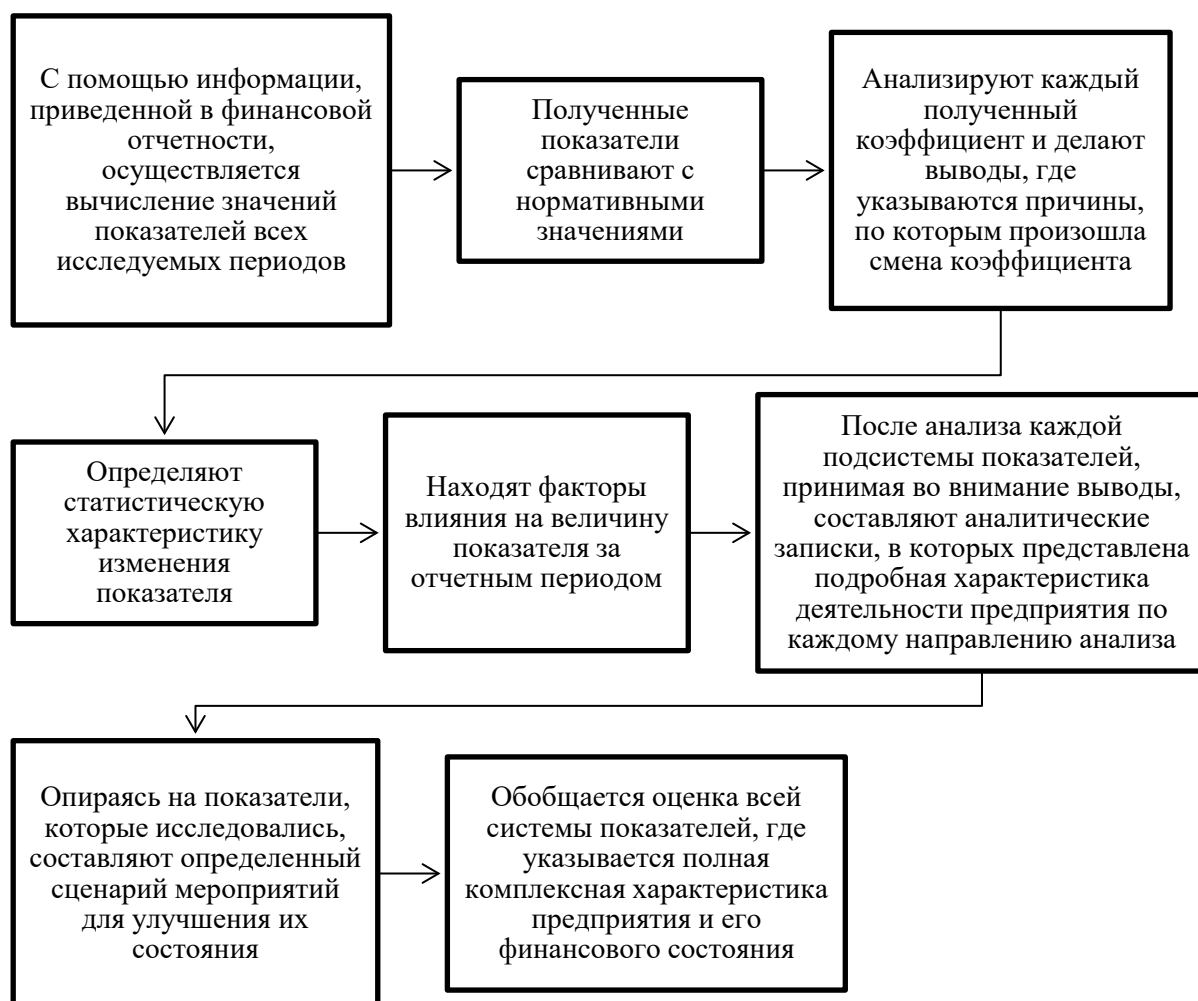 С помощью информации,
приведенной в финансовой
отчетности,
осуществляется
вычисление значений
показателей всех
исследуемых периодов
Полученные
показатели
сравнивают с
нормативными
значениями
Анализируют каждый
полученный
коэффициент и делают
выводы, где
указываются причины,
по которым произошла
смена коэффициента
Определяют
статистическую
характеристику
изменения
показателя
Находят факторы
влияния на величину
показателя за
отчетным периодом
После анализа каждой
подсистемы показателей,
принимая во внимание выводы,
составляют аналитические
записки, в которых представлена
подробная характеристика
деятельности предприятия по
каждому направлению анализа
Опираясь на показатели,
которые исследовались,
составляют определенный
сценарий мероприятий
для улучшения их
состояния
Обобщается оценка всей
системы показателей, где
указывается полная
комплексная характеристика
предприятия и его
финансового состояния